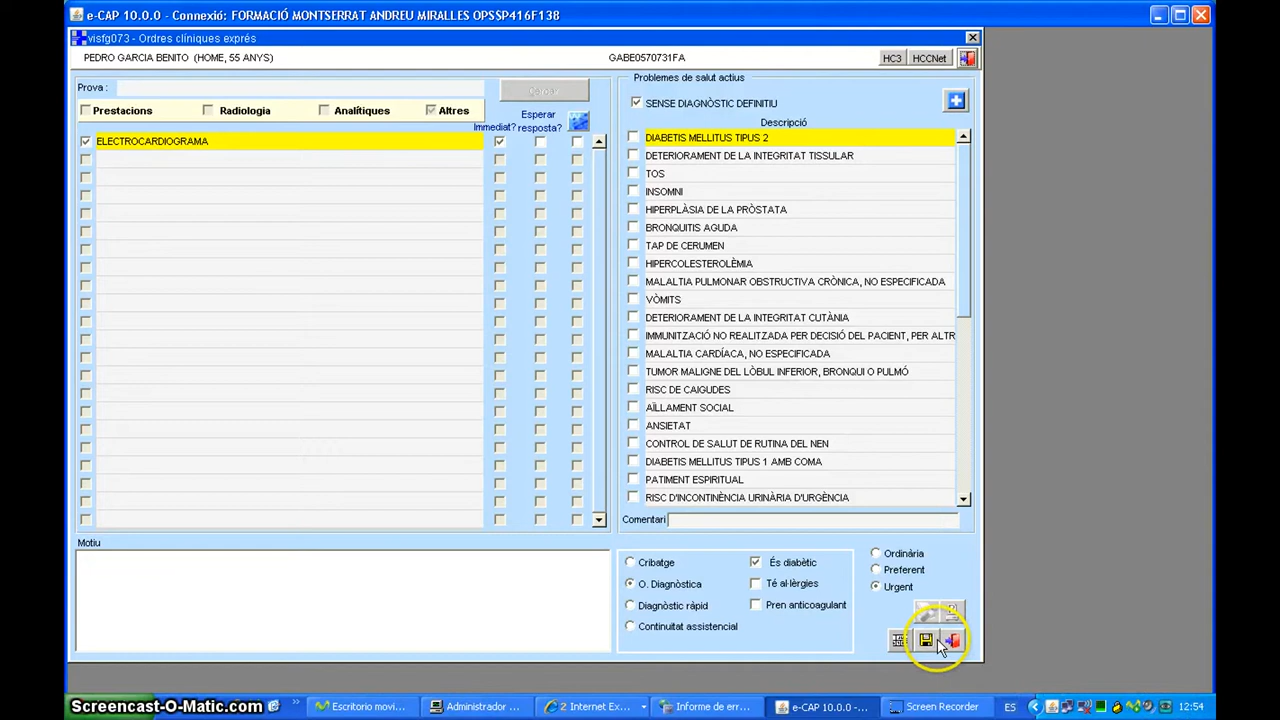 e-CAP 10.0.0 - Connexió: FORMACIÓ MONTSERRAT ANDREU MIRALLES OPSSP416F138
visfg073 - Ordres clíniques exprés
PEDRO GARCIA BENITO (HOME, 55 ANYS)
GABE0570731FA
HC3
HCCNet
Prova :
Prestacions
Radiologia
Analítiques
Altres
Immediat?
Esperar resposta?
ELECTROCARDIOGRAMA
Problemes de salut actius
SENSE DIAGNÒSTIC DEFINITIU
Descripció
DIABETIS MELLITUS TIPUS 2
DETERIORAMENT DE LA INTEGRITAT TISSULAR
TOS
INSOMNI
HIPERPLÀSIA DE LA PRÒSTATA
BRONQUITIS AGUDA
TAP DE CERUMEN
HIPERCOLESTEROLÈMIA
MALALTIA PULMONAR OBSTRUCTIVA CRÒNICA, NO ESPECIFICADA
VÒMITS
DETERIORAMENT DE LA INTEGRITAT CUTÀNIA
IMMUNITZACIÓ NO REALITZADA PER DECISIÓ DEL PACIENT, PER ALTR
MALALTIA CARDÍACA, NO ESPECIFICADA
TUMOR MALIGNE DEL LÒBUL INFERIOR, BRONQUI O PULMÓ
RISC DE CAIGUDES
AÏLLAMENT SOCIAL
ANSIETAT
CONTROL DE SALUT DE RUTINA DEL NEN
DIABETIS MELLITUS TIPUS 1 AMB COMA
PATIMENT ESPIRITUAL
RISC D'INCONTINÈNCIA URINÀRIA D'URGÈNCIA
Comentari
Motiu
Cribatge
O. Diagnòstica
Diagnòstic ràpid
Continuïtat assistencial
És diabètic
Té al·lèrgies
Pren anticoagulant
Ordinària
Preferent
Urgent
Screencast-O-Matic.com
Escritorio movi...
Administrador ...
2 Internet Ex...
Informe de err...
e-CAP 10.0.0 -...
Screen Recorder
ES
12:54